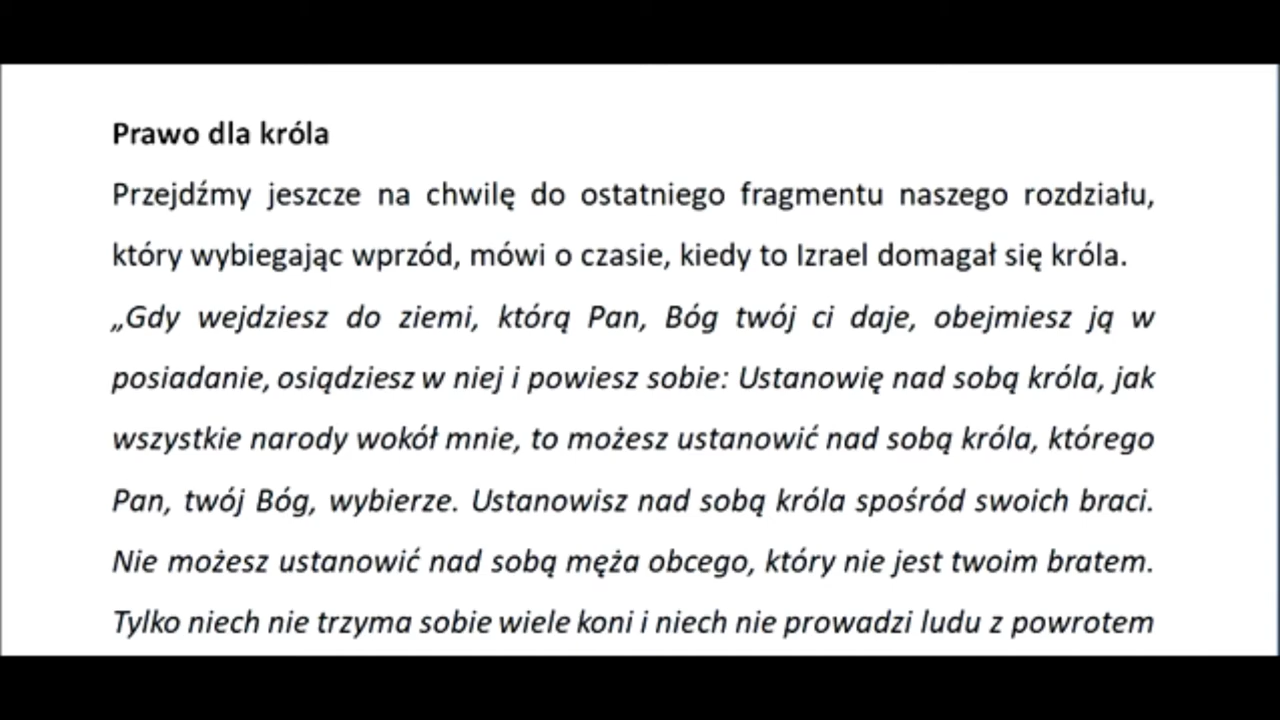 Prawo dla króla
Przejdźmy jeszcze na chwilę do ostatniego fragmentu naszego rozdziału,
który wybiegając wprzód, mówi o czasie, kiedy to Izrael domagał się króla.
„Gdy wejdziesz do ziemi, którą Pan, Bóg twój ci daje, obejmiesz ją w
posiadanie, osiądziesz w niej i powiesz sobie: Ustanowię nad sobą króla, jak
wszystkie narody wokół mnie, to możesz ustanowić nad sobą króla, którego
Pan, twój Bóg, wybierze. Ustanowisz nad sobą króla spośród swoich braci.
Nie możesz ustanowić nad sobą męża obcego, który nie jest twoim bratem.
Tylko niech nie trzyma sobie wiele koni i niech nie prowadzi ludu z powrotem